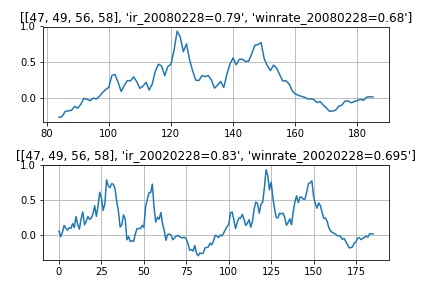 [[47, 49, 56, 58], 'ir_20080228=0.79', 'winrate_20080228=0.68']
1.0
0.5
0.0
80 100 120 140 160 180
[[47, 49, 56, 58], 'ir_20020228=0.83', 'winrate_20020228=0.695']
1.0
0.5
0.0
0 25 50 75 100 125 150 175